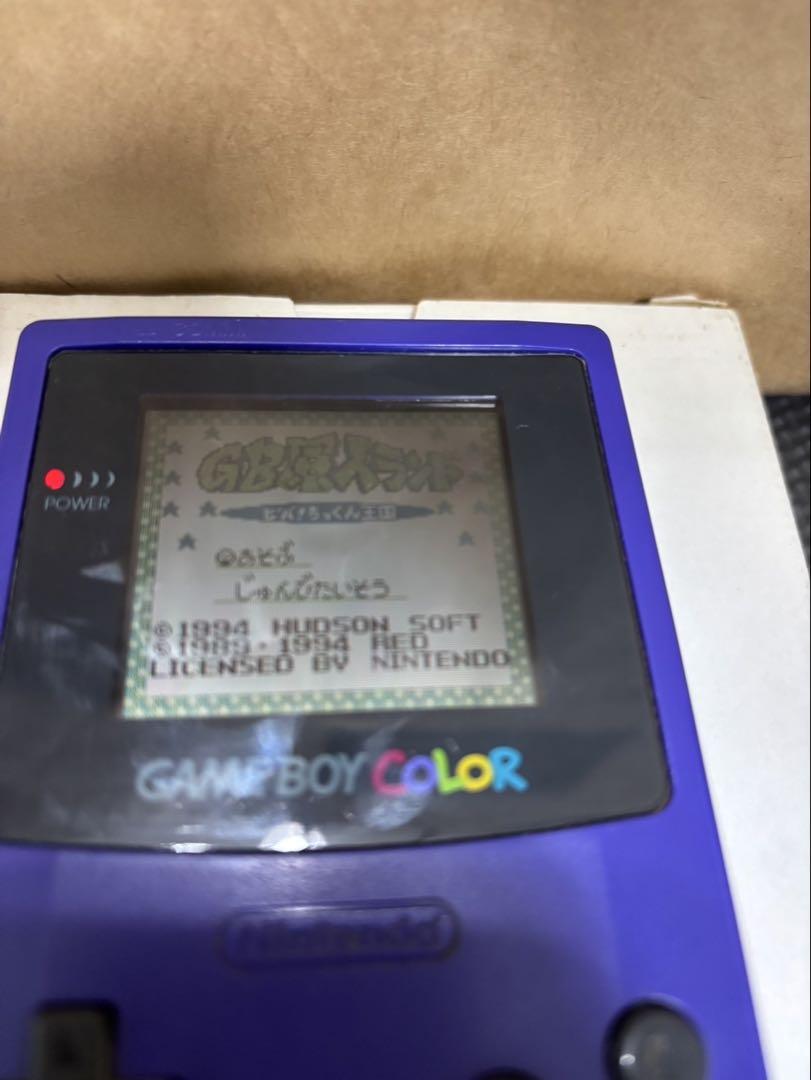 GB原人ランド
ビバ!ちっくん王国
あそぶ
じゅんびたいそう
©1994 HUDSON SOFT
©1989·1994 RED
LICENSED BY NINTENDO
POWER
GAME BOY COLOR
Nintendo